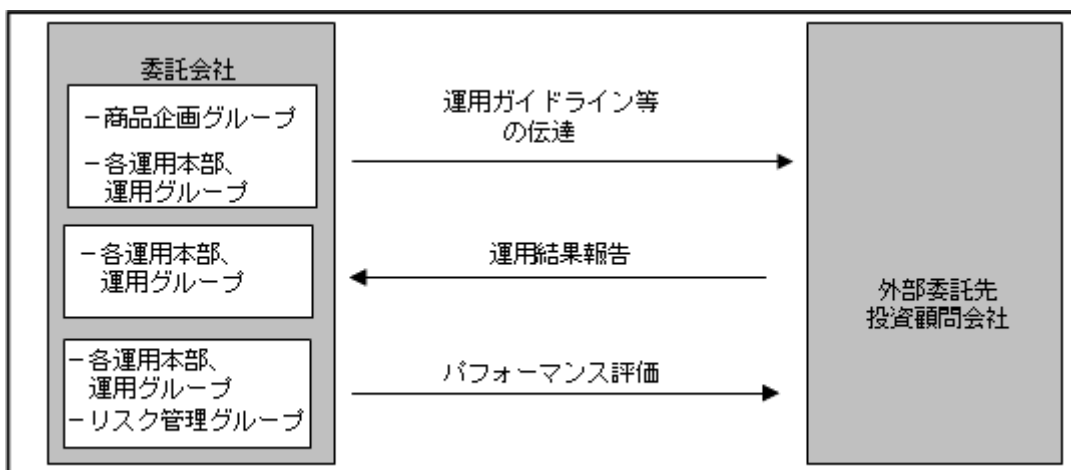 委託会社
－商品企画グループ
－各運用本部、
運用グループ
－各運用本部、
運用グループ
－各運用本部、
運用グループ
－リスク管理グループ
運用ガイドライン等
の伝達
運用結果報告
パフォーマンス評価
外部委託先
投資顧問会社